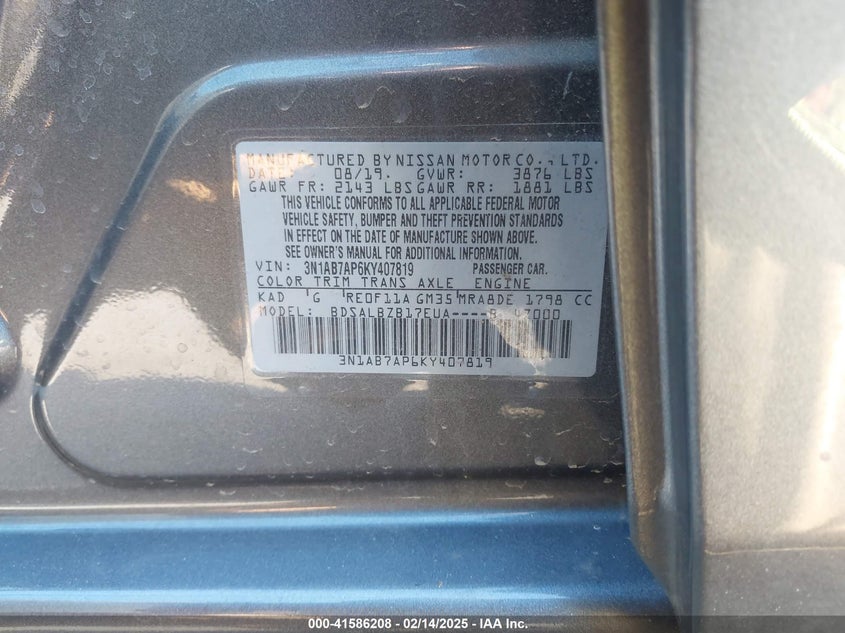 MANUFACTURED BY NISSAN MOTOR CO., LTD.
DATE: 08/19. GVWR: 3876 LBS
GAWR FR: 2143 LBS GAWR RR: 1881 LBS
THIS VEHICLE CONFORMS TO ALL APPLICABLE FEDERAL MOTOR
VEHICLE SAFETY, BUMPER AND THEFT PREVENTION STANDARDS
IN EFFECT ON THE DATE OF MANUFACTURE SHOWN ABOVE.
SEE OWNER'S MANUAL FOR ADDITIONAL INFORMATION.
VIN: 3N1AB7AP6KY407819 PASSENGER CAR.
COLOR TRIM TRANS AXLE ENGINE
KAD G RE0F11A GM35 MRA8DE 1798 CC
MODEL: BDSALBZB17EUA----B 47000
3N1AB7AP6KY407819
000-41586208 - 02/14/2025 - IAA Inc.